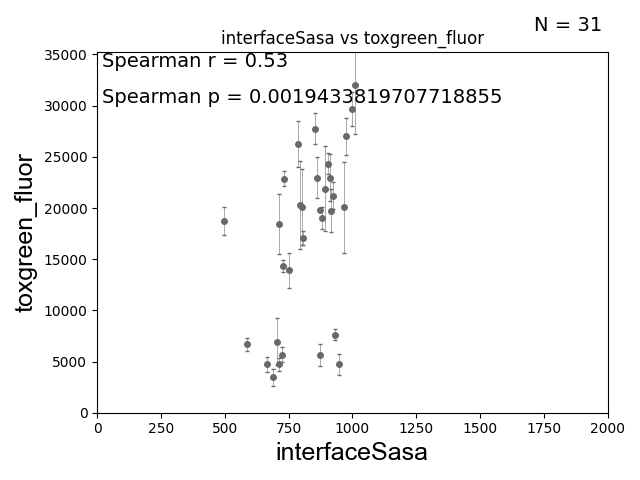 N = 31
interfaceSasa vs toxgreen_fluor
Spearman r = 0.53
Spearman p = 0.0019433819707718855
35000
30000
25000
20000
15000
10000
5000
0
toxgreen_fluor
0 250 500 750 1000 1250 1500 1750 2000
interfaceSasa